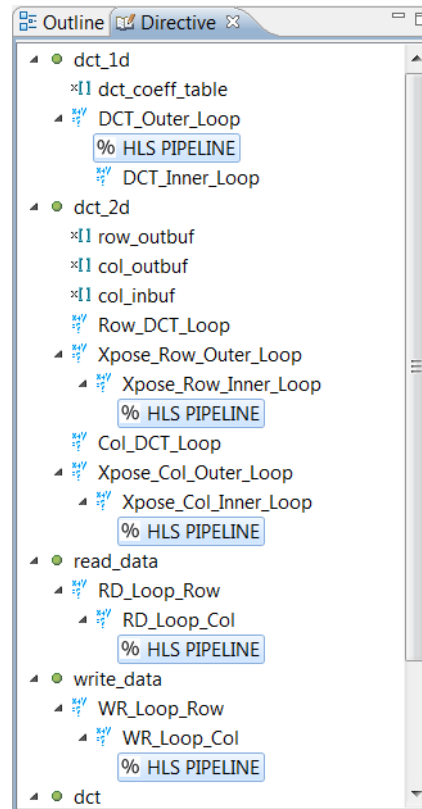 Outline Directive
dct_1d
x[] dct_coeff_table
DCT_Outer_Loop
% HLS PIPELINE
DCT_Inner_Loop
dct_2d
x[] row_outbuf
x[] col_outbuf
x[] col_inbuf
Row_DCT_Loop
Xpose_Row_Outer_Loop
Xpose_Row_Inner_Loop
% HLS PIPELINE
Col_DCT_Loop
Xpose_Col_Outer_Loop
Xpose_Col_Inner_Loop
% HLS PIPELINE
read_data
RD_Loop_Row
RD_Loop_Col
% HLS PIPELINE
write_data
WR_Loop_Row
WR_Loop_Col
% HLS PIPELINE
dct